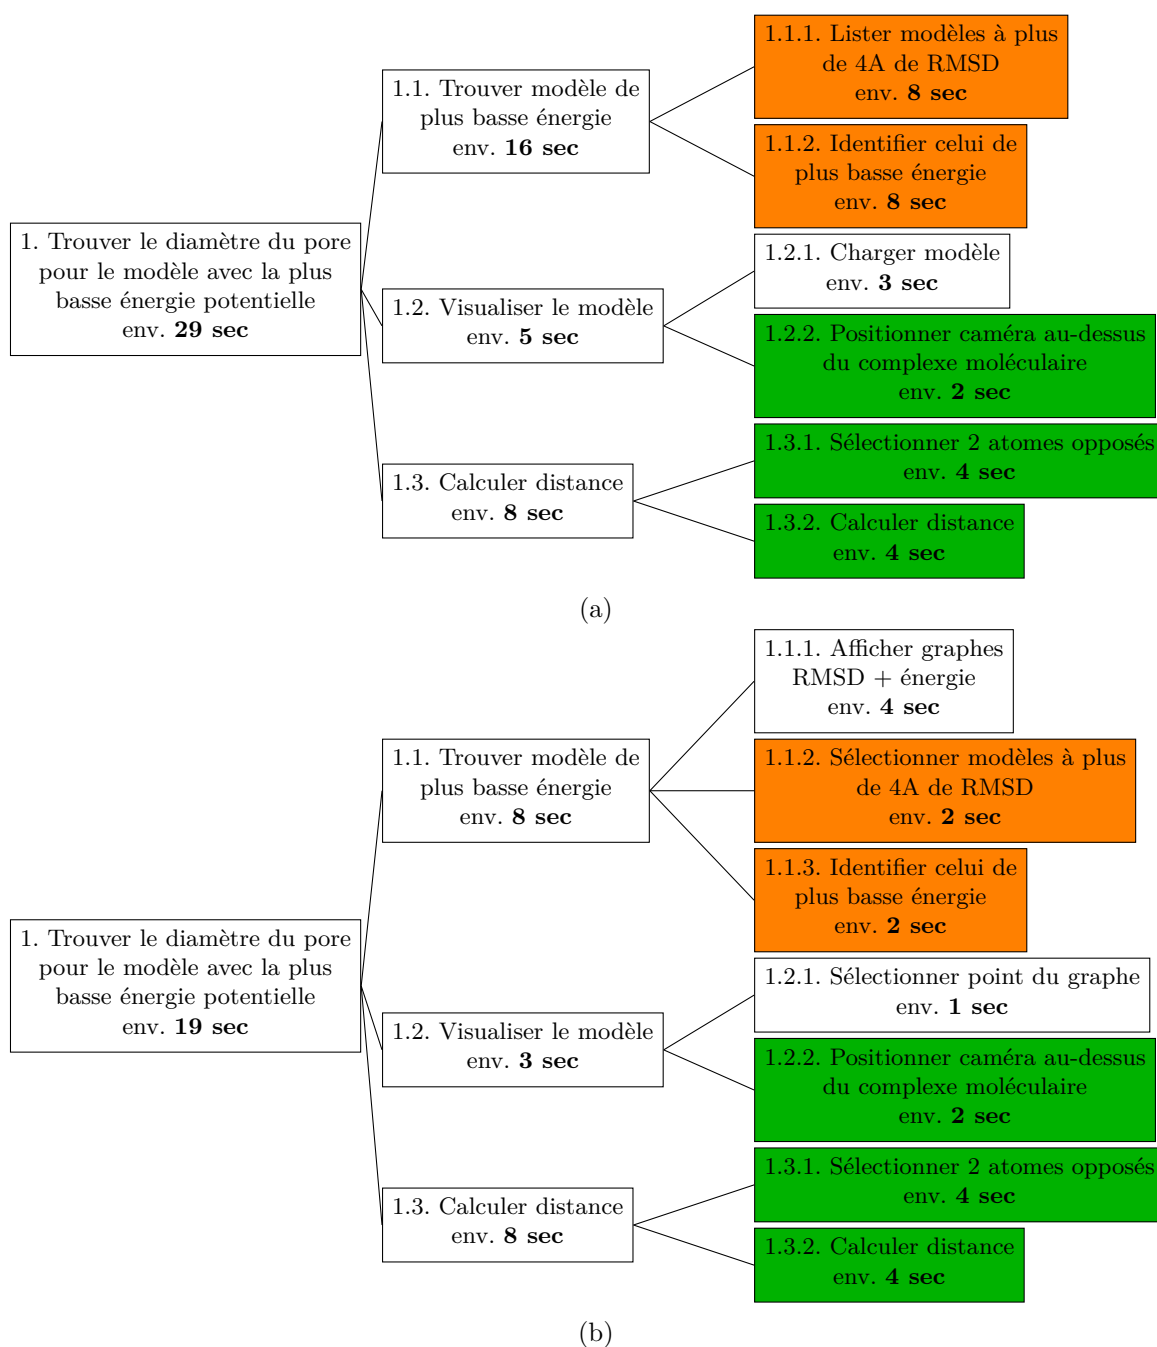 1.1.1. Lister modèles à plus
de 4A de RMSD
env. 8 sec
1.1. Trouver modèle de
plus basse énergie
env. 16 sec
1.1.2. Identifier celui de
plus basse énergie
env. 8 sec
1. Trouver le diamètre du pore
pour le modèle avec la plus
basse énergie potentielle
env. 29 sec
1.2.1. Charger modèle
env. 3 sec
1.2. Visualiser le modèle
env. 5 sec
1.2.2. Positionner caméra au-dessus
du complexe moléculaire
env. 2 sec
1.3.1. Sélectionner 2 atomes opposés
env. 4 sec
1.3. Calculer distance
env. 8 sec
1.3.2. Calculer distance
env. 4 sec
(a)
1.1.1. Afficher graphes
RMSD + énergie
env. 4 sec
1.1. Trouver modèle de
plus basse énergie
env. 8 sec
1.1.2. Sélectionner modèles à plus
de 4A de RMSD
env. 2 sec
1.1.3. Identifier celui de
plus basse énergie
env. 2 sec
1. Trouver le diamètre du pore
pour le modèle avec la plus
basse énergie potentielle
env. 19 sec
1.2.1. Sélectionner point du graphe
env. 1 sec
1.2. Visualiser le modèle
env. 3 sec
1.2.2. Positionner caméra au-dessus
du complexe moléculaire
env. 2 sec
1.3.1. Sélectionner 2 atomes opposés
env. 4 sec
1.3. Calculer distance
env. 8 sec
1.3.2. Calculer distance
env. 4 sec
(b)